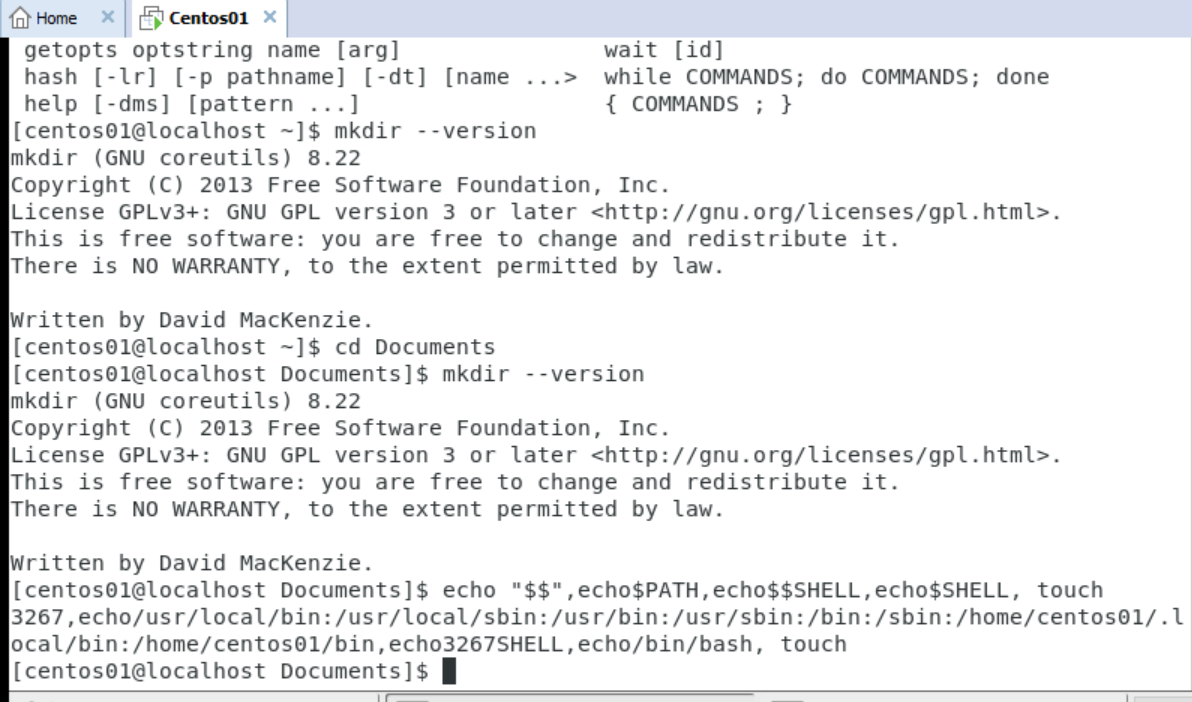 Home × Centos01 ×
getopts optstring name [arg] wait [id]
hash [-lr] [-p pathname] [-dt] [name ...> while COMMANDS; do COMMANDS; done
help [-dms] [pattern ...] { COMMANDS ; }
[centos01@localhost ~]$ mkdir --version
mkdir (GNU coreutils) 8.22
Copyright (C) 2013 Free Software Foundation, Inc.
License GPLv3+: GNU GPL version 3 or later <http://gnu.org/licenses/gpl.html>.
This is free software: you are free to change and redistribute it.
There is NO WARRANTY, to the extent permitted by law.

Written by David MacKenzie.
[centos01@localhost ~]$ cd Documents
[centos01@localhost Documents]$ mkdir --version
mkdir (GNU coreutils) 8.22
Copyright (C) 2013 Free Software Foundation, Inc.
License GPLv3+: GNU GPL version 3 or later <http://gnu.org/licenses/gpl.html>.
This is free software: you are free to change and redistribute it.
There is NO WARRANTY, to the extent permitted by law.

Written by David MacKenzie.
[centos01@localhost Documents]$ echo "$$",echo$PATH,echo$$SHELL,echo$SHELL, touch
3267,echo/usr/local/bin:/usr/local/sbin:/usr/bin:/usr/sbin:/bin:/sbin:/home/centos01/.l
ocal/bin:/home/centos01/bin,echo3267SHELL,echo/bin/bash, touch
[centos01@localhost Documents]$